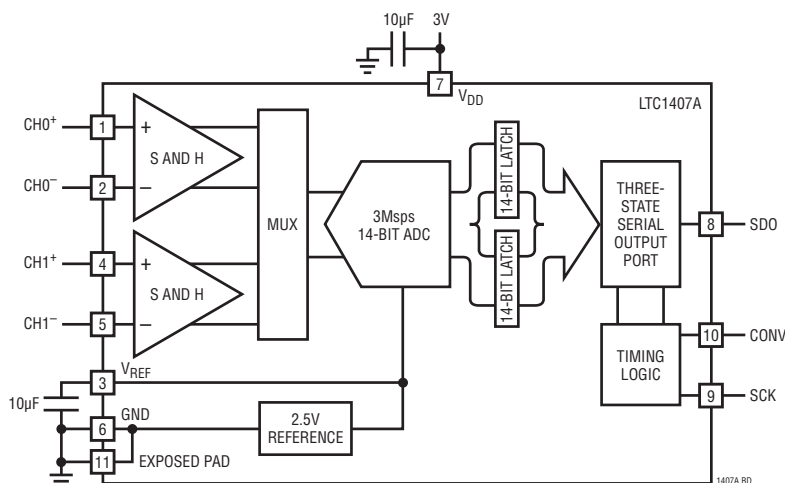 10µF
3V
7
VDD
LTC1407A
CH0+
1
+
S AND H
CH0–
2
–
CH1+
4
+
S AND H
CH1–
5
–
MUX
3Msps
14-BIT ADC
14-BIT LATCH
14-BIT LATCH
THREE-
STATE
SERIAL
OUTPUT
PORT
8
SDO
10
CONV
TIMING
LOGIC
9
SCK
3
VREF
10µF
6
GND
2.5V
REFERENCE
11
EXPOSED PAD
1407A BD